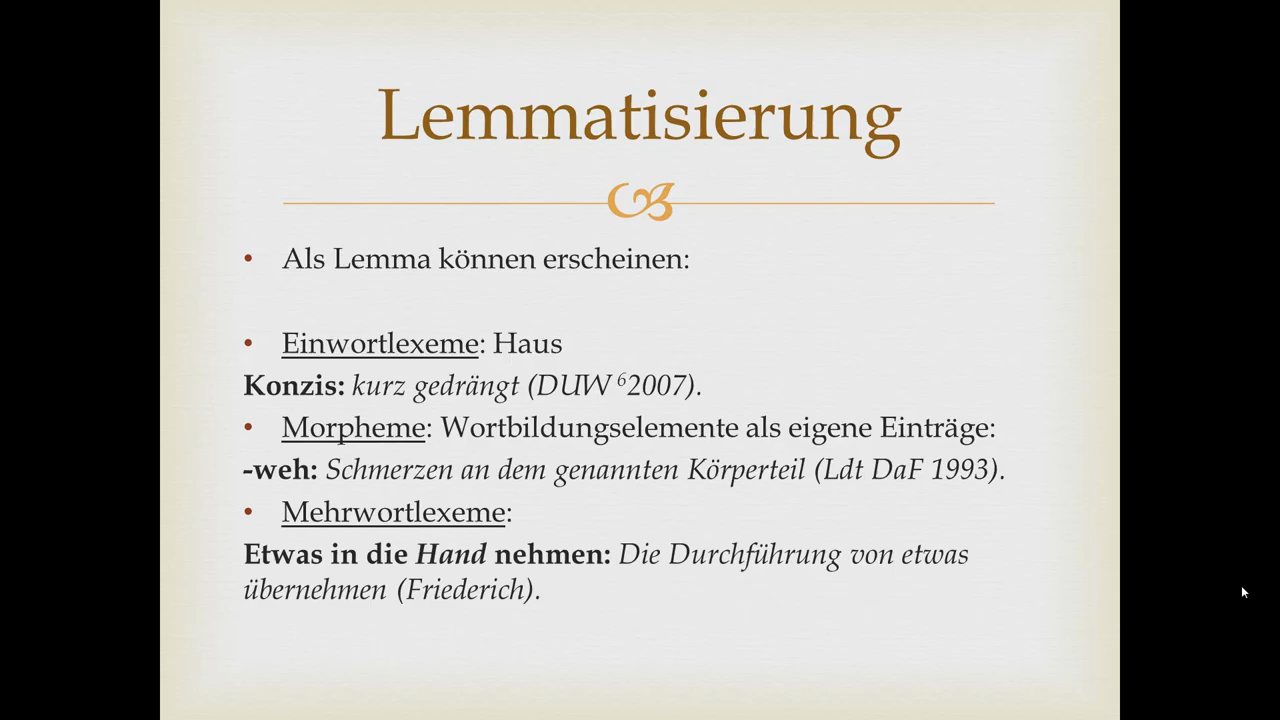 Lemmatisierung
• Als Lemma können erscheinen:
• Einwortlexeme: Haus
Konzis: kurz gedrängt (DUW ⁶2007).
• Morpheme: Wortbildungselemente als eigene Einträge:
-weh: Schmerzen an dem genannten Körperteil (Ldt DaF 1993).
• Mehrwortlexeme:
Etwas in die Hand nehmen: Die Durchführung von etwas
übernehmen (Friederich).